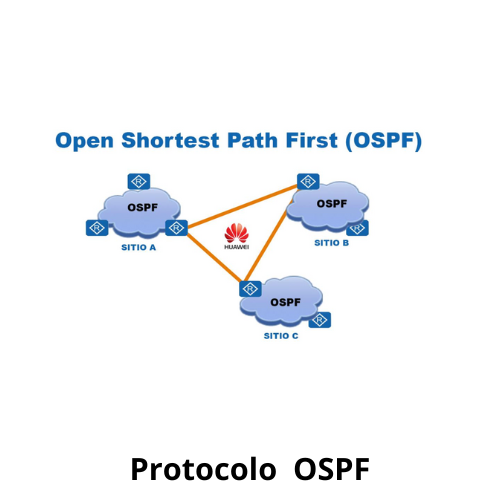 Open Shortest Path First (OSPF)
R
OSPF
R
R
SITIO A
R
OSPF
R
SITIO B
HUAWEI
R
OSPF
R
SITIO C
Protocolo OSPF